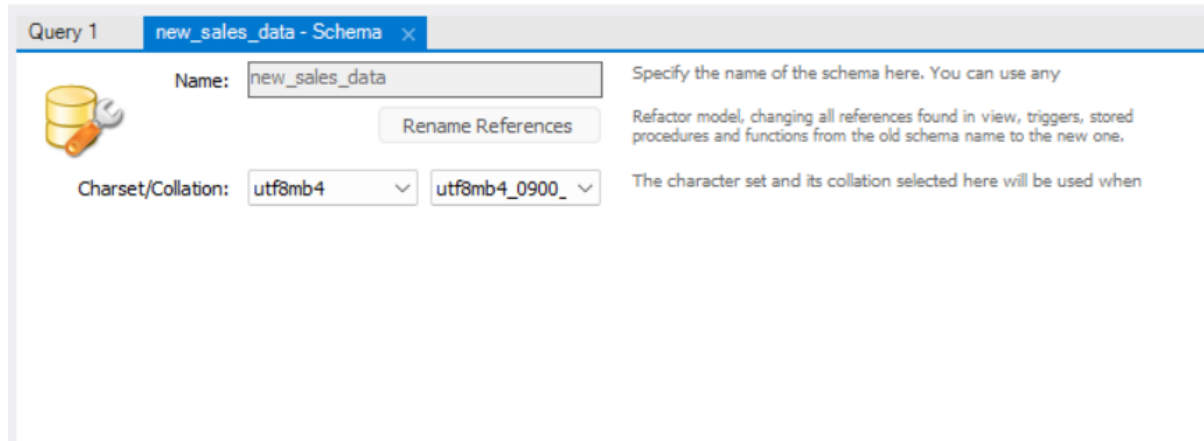 Query 1
new_sales_data - Schema
Name:
new_sales_data
Specify the name of the schema here. You can use any
Rename References
Refactor model, changing all references found in view, triggers, stored
procedures and functions from the old schema name to the new one.
Charset/Collation:
utf8mb4
utf8mb4_0900_
The character set and its collation selected here will be used when